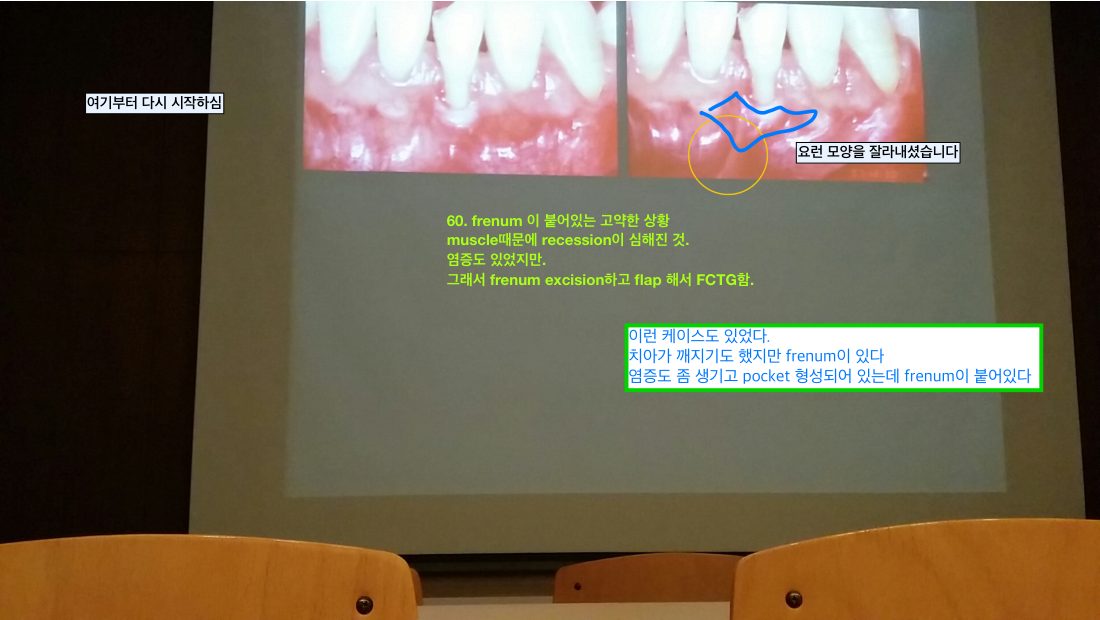 여기부터 다시 시작하심
요런 모양을 잘라내셨습니다
60. frenum 이 붙어있는 고약한 상황
muscle때문에 recession이 심해진 것.
염증도 있었지만.
그래서 frenum excision하고 flap 해서 FCTG함.
이런 케이스도 있었다.
치아가 깨지기도 했지만 frenum이 있다
염증도 좀 생기고 pocket 형성되어 있는데 frenum이 붙어있다